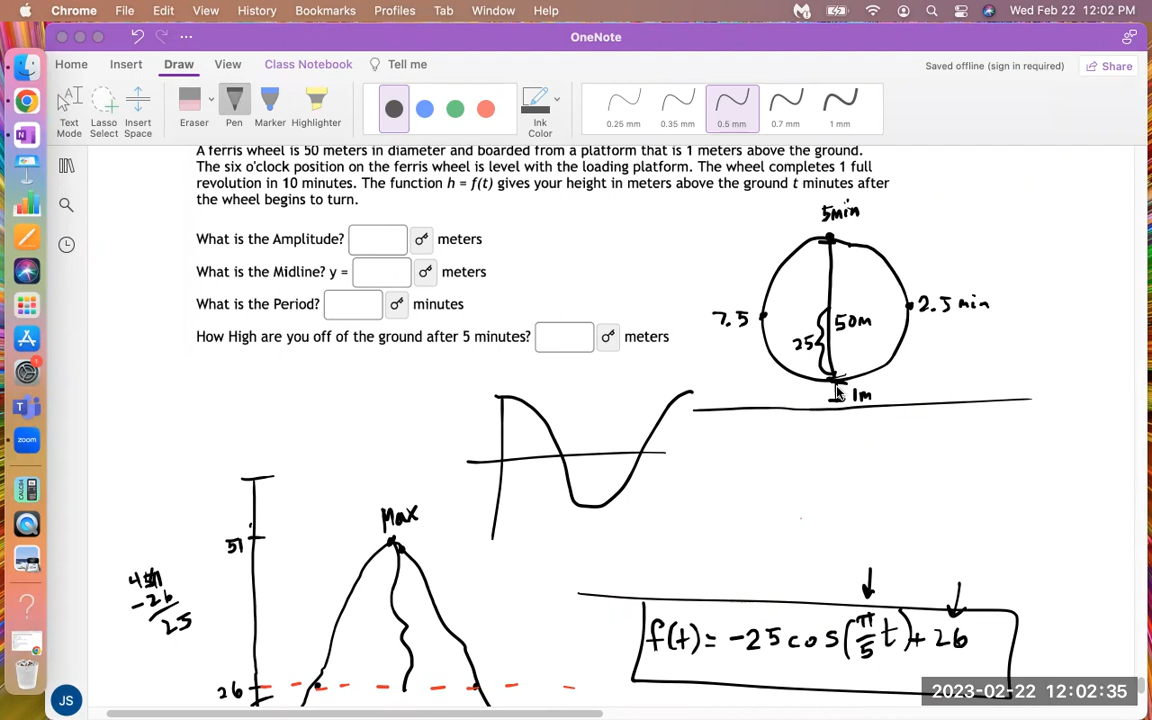 Chrome File Edit View History Bookmarks Profiles Tab Window Help Wed Feb 22 12:02 PM
OneNote
Home Insert Draw View Class Notebook Tell me Saved offline (sign in required) Share
Text Mode Lasso Select Insert Space Eraser Pen Marker Highlighter Ink Color 0.25 mm 0.35 mm 0.5 mm 0.7 mm 1 mm
A ferris wheel is 50 meters in diameter and boarded from a platform that is 1 meters above the ground.
The six o'clock position on the ferris wheel is level with the loading platform. The wheel completes 1 full
revolution in 10 minutes. The function h = f(t) gives your height in meters above the ground t minutes after
the wheel begins to turn.
What is the Amplitude? meters
What is the Midline? y = meters
What is the Period? minutes
How High are you off of the ground after 5 minutes? meters
5min
2.5 min
7.5
50m
25
1m
Max
51
-26
25
26
f(t) = -25 cos(π/5 t) + 26
JS
2023-02-22 12:02:35
zoom